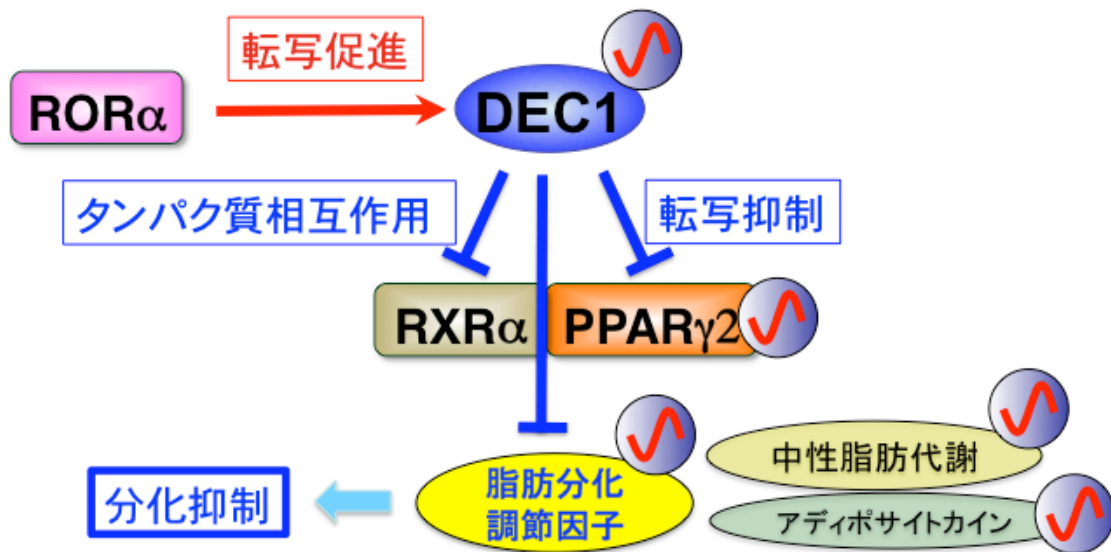 転写促進
RORα
DEC1
タンパク質相互作用
転写抑制
RXRα
PPARγ2
中性脂肪代謝
脂肪分化
調節因子
分化抑制
アディポサイトカイン